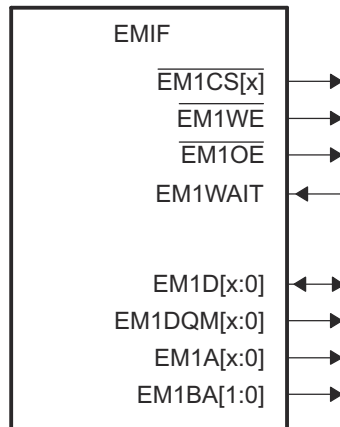 EMIF
EM1CS[x]
EM1WE
EM1OE
EM1WAIT
EM1D[x:0]
EM1DQM[x:0]
EM1A[x:0]
EM1BA[1:0]